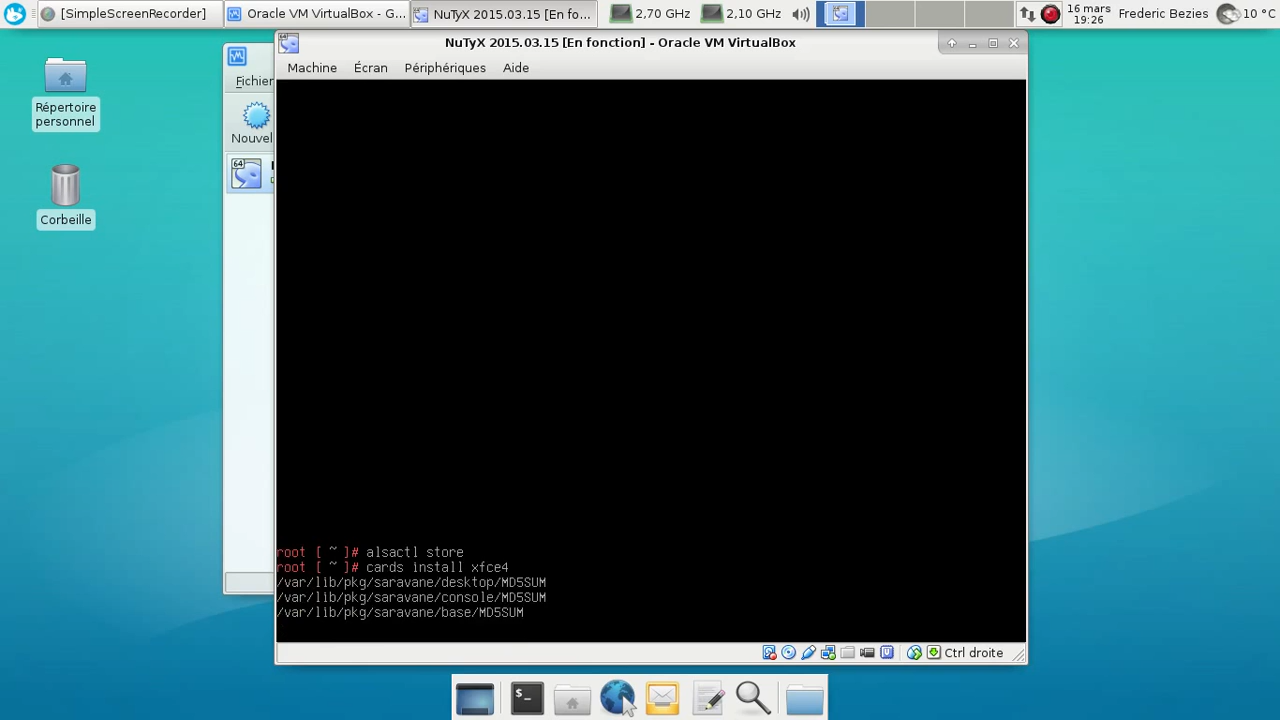 [SimpleScreenRecorder]
Oracle VM VirtualBox - G...
NuTyX 2015.03.15 [En fo...
2,70 GHz
2,10 GHz
16 mars
19:26
Frederic Bezies
10 °C
Répertoire
personnel
Corbeille
Fichier
Nouvel
64
NuTyX 2015.03.15 [En fonction] - Oracle VM VirtualBox
Machine
Écran
Périphériques
Aide
root [ ~ ]# alsactl store
root [ ~ ]# cards install xfce4
/var/lib/pkg/saravane/desktop/MD5SUM
/var/lib/pkg/saravane/console/MD5SUM
/var/lib/pkg/saravane/base/MD5SUM
Ctrl droite